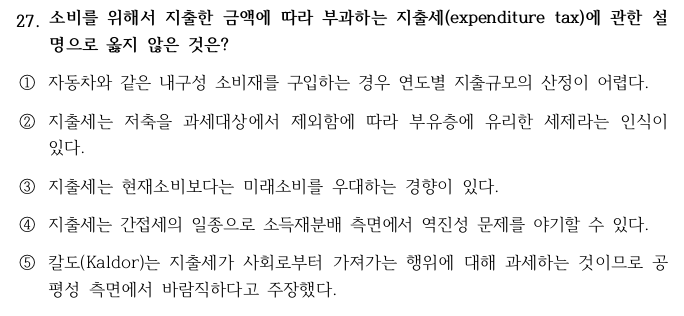 27. 소비를 위해서 지출한 금액에 따라 부과하는 지출세(expenditure tax)에 관한 설
명으로 옳지 않은 것은?
① 자동차와 같은 내구성 소비재를 구입하는 경우 연도별 지출규모의 산정이 어렵다.
② 지출세는 저축을 과세대상에서 제외함에 따라 부유층에 유리한 세제라는 인식이
있다.
③ 지출세는 현재소비보다는 미래소비를 우대하는 경향이 있다.
④ 지출세는 간접세의 일종으로 소득재분배 측면에서 역진성 문제를 야기할 수 있다.
⑤ 칼도(Kaldor)는 지출세가 사회로부터 가져가는 행위에 대해 과세하는 것이므로 공
평성 측면에서 바람직하다고 주장했다.